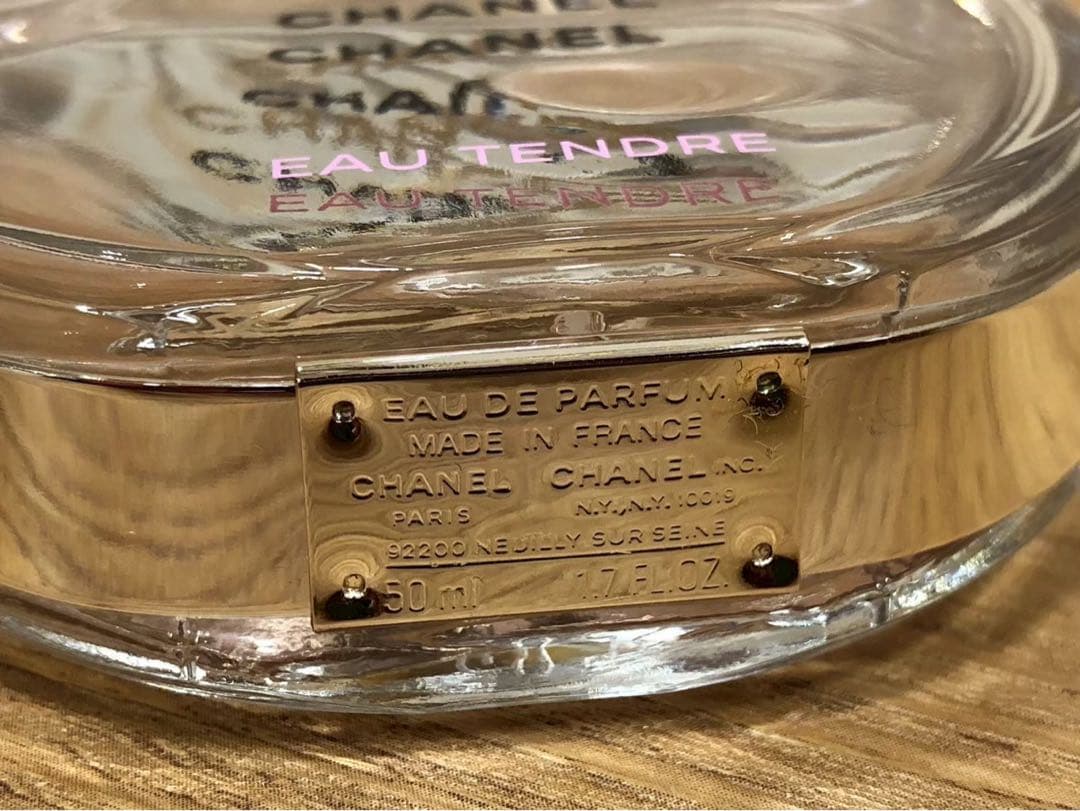 CHANEL
CHANEL
EAU TENDRE
EAU TENDRE
EAU DE PARFUM
MADE IN FRANCE
CHANEL CHANEL INC.
PARIS N.Y., N.Y. 10019
92200 NEUILLY SUR SEINE
50 ml 1.7 FL.OZ.